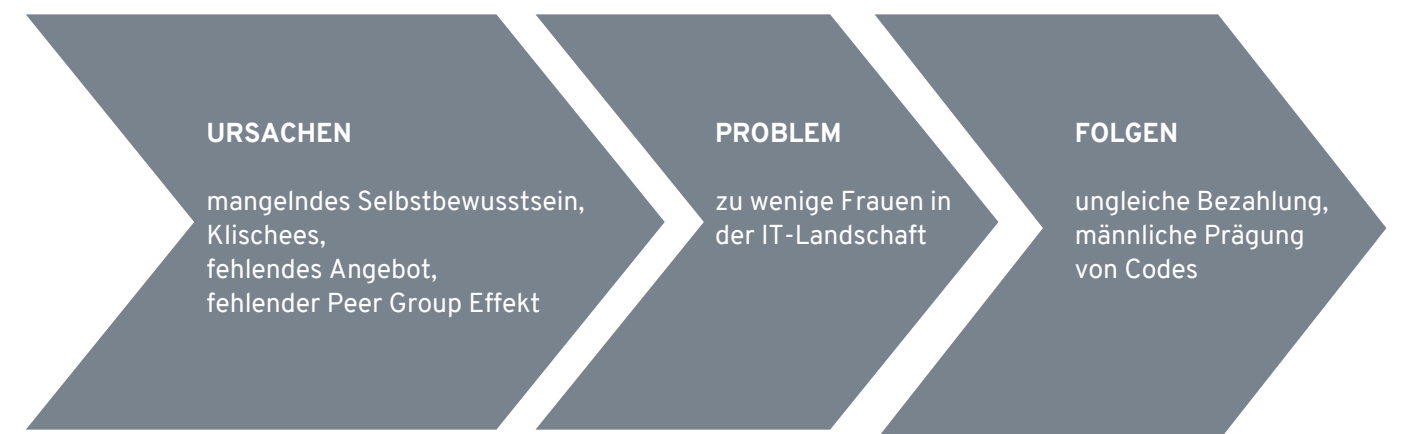 URSACHEN
mangelndes Selbstbewusstsein,
Klischees,
fehlendes Angebot,
fehlender Peer Group Effekt
PROBLEM
zu wenige Frauen in
der IT-Landschaft
FOLGEN
ungleiche Bezahlung,
männliche Prägung
von Codes